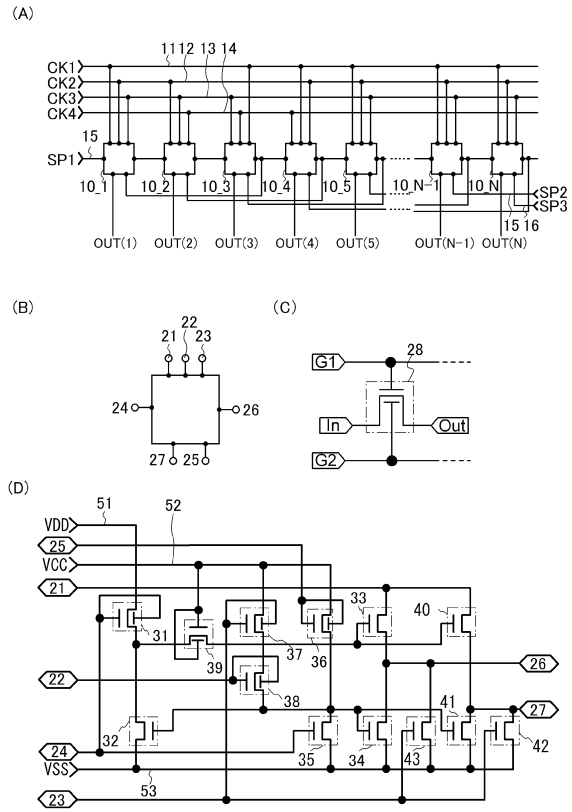 (A)
11 12 13 14
CK1
CK2
CK3
CK4
15
SP1
10_1 10_2 10_3 10_4 10_5 10_N-1 10_N
SP2
SP3
15 16
OUT(1) OUT(2) OUT(3) OUT(4) OUT(5) OUT(N-1) OUT(N)
(B)
21 22 23
24 26
27 25
(C)
28
G1
In Out
G2
(D)
51 52
VDD
25
VCC
21
33 40
31 39 37 36
26
22
38
27
32 41
24
35 34 43 42
VSS
53
23